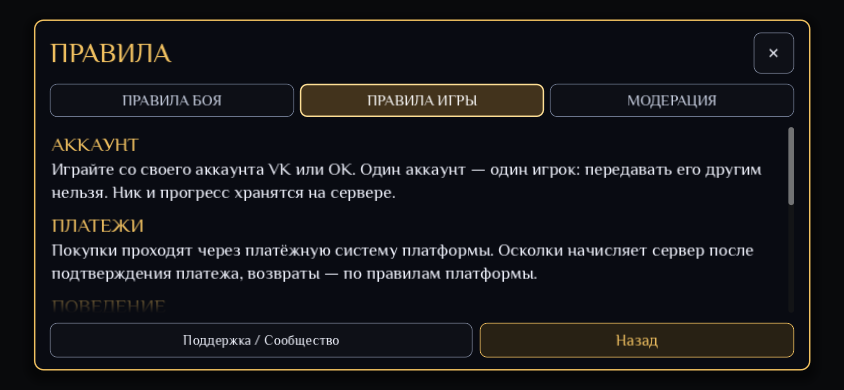 ПРАВИЛА
×
ПРАВИЛА БОЯ
ПРАВИЛА ИГРЫ
МОДЕРАЦИЯ
АККАУНТ
Играйте со своего аккаунта VK или OK. Один аккаунт — один игрок: передавать его другим
нельзя. Ник и прогресс хранятся на сервере.
ПЛАТЕЖИ
Покупки проходят через платёжную систему платформы. Осколки начисляет сервер после
подтверждения платежа, возвраты — по правилам платформы.
ПОВЕДЕНИЕ
Поддержка / Сообщество
Назад